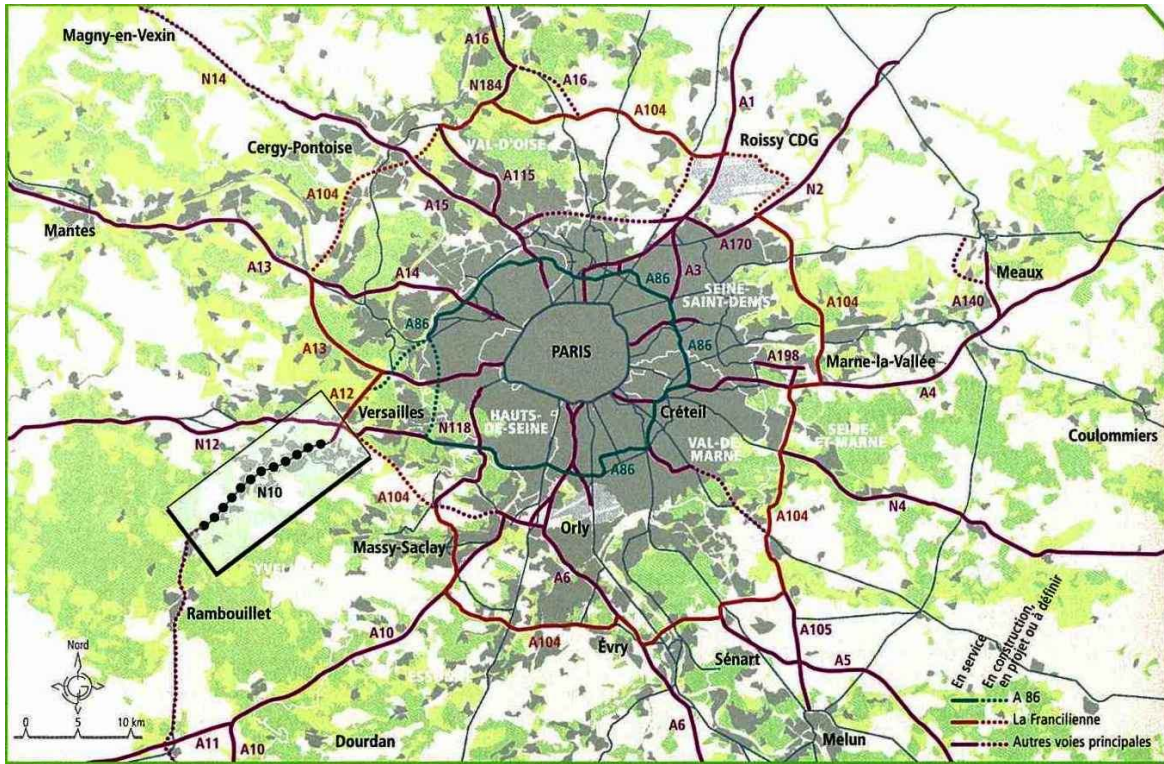 Magny-en-Vexin
A16
A16
N14
N184
A1
A104
Roissy CDG
Cergy-Pontoise
VAL-D'OISE
A115
A104
A15
N2
Mantes
A170
A13
A14
A3
A86
SEINE-
SAINT-DENIS
Meaux
A140
A104
A86
A86
PARIS
A13
A198
Marne-la-Vallée
A12
A4
Versailles
HAUTS-
DE-SEINE
Créteil
N118
N12
VAL-DE-
MARNE
SEINE-
ET-MARNE
Coulommiers
A86
N10
A104
N4
A104
Orly
Massy-Saclay
YVEL
A6
Rambouillet
A10
A104
Évry
A105
Sénart
A5
Nord
0 5 10 km
A11
A10
Dourdan
A6
Melun
En service
En construction,
en projet ou à définir
A 86
La Francilienne
Autres voies principales